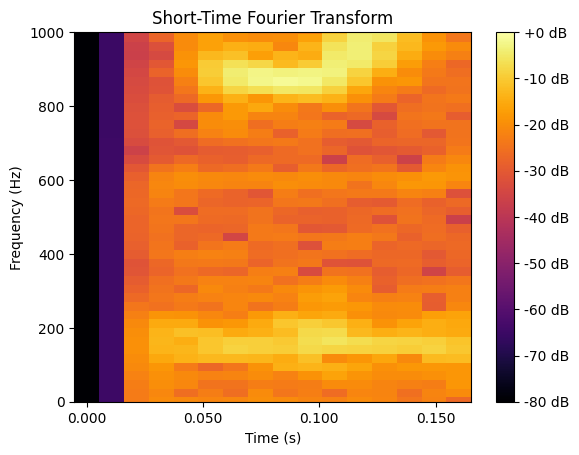 Short-Time Fourier Transform
1000
800
600
400
200
0
Frequency (Hz)
0.000
0.050
0.100
0.150
Time (s)
+0 dB
-10 dB
-20 dB
-30 dB
-40 dB
-50 dB
-60 dB
-70 dB
-80 dB